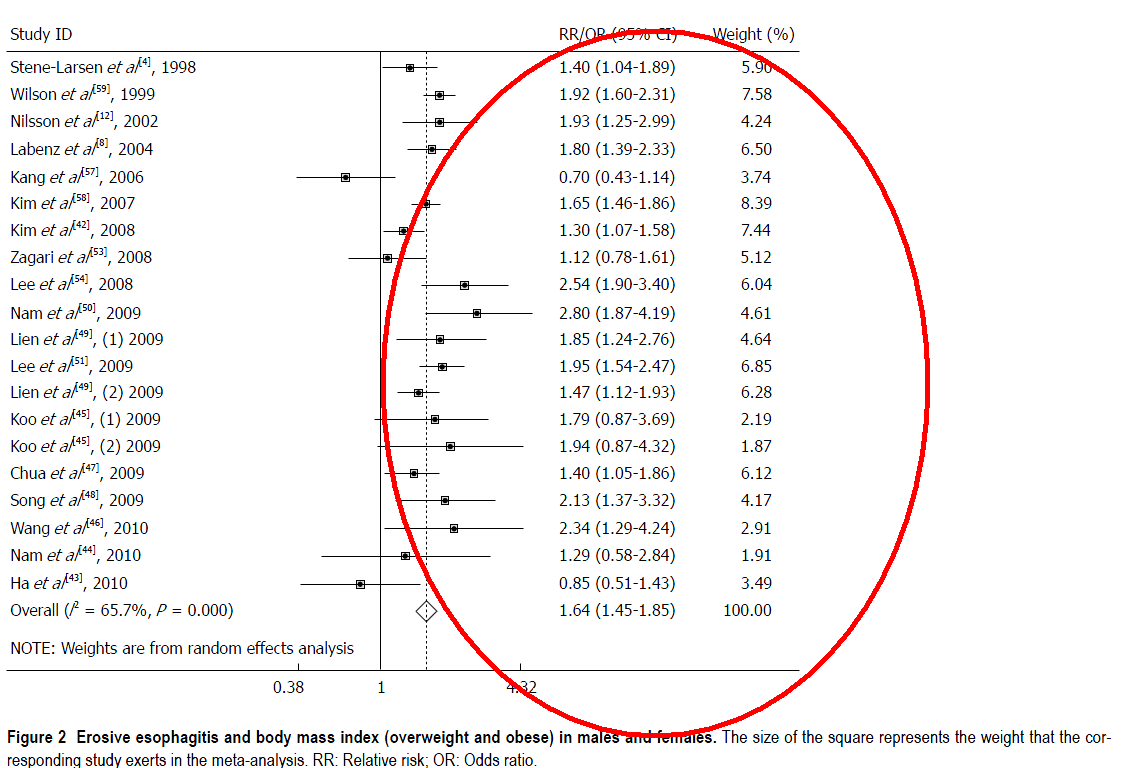 Study ID RR/OR (95% CI) Weight (%)
Stene-Larsen et al[4], 1998 1.40 (1.04-1.89) 5.90
Wilson et al[59], 1999 1.92 (1.60-2.31) 7.58
Nilsson et al[12], 2002 1.93 (1.25-2.99) 4.24
Labenz et al[8], 2004 1.80 (1.39-2.33) 6.50
Kang et al[57], 2006 0.70 (0.43-1.14) 3.74
Kim et al[58], 2007 1.65 (1.46-1.86) 8.39
Kim et al[42], 2008 1.30 (1.07-1.58) 7.44
Zagari et al[53], 2008 1.12 (0.78-1.61) 5.12
Lee et al[54], 2008 2.54 (1.90-3.40) 6.04
Nam et al[50], 2009 2.80 (1.87-4.19) 4.61
Lien et al[49], (1) 2009 1.85 (1.24-2.76) 4.64
Lee et al[51], 2009 1.95 (1.54-2.47) 6.85
Lien et al[49], (2) 2009 1.47 (1.12-1.93) 6.28
Koo et al[45], (1) 2009 1.79 (0.87-3.69) 2.19
Koo et al[45], (2) 2009 1.94 (0.87-4.32) 1.87
Chua et al[47], 2009 1.40 (1.05-1.86) 6.12
Song et al[48], 2009 2.13 (1.37-3.32) 4.17
Wang et al[46], 2010 2.34 (1.29-4.24) 2.91
Nam et al[44], 2010 1.29 (0.58-2.84) 1.91
Ha et al[43], 2010 0.85 (0.51-1.43) 3.49
Overall (I² = 65.7%, P = 0.000) 1.64 (1.45-1.85) 100.00
NOTE: Weights are from random effects analysis
0.38 1 4.32
Figure 2 Erosive esophagitis and body mass index (overweight and obese) in males and females. The size of the square represents the weight that the cor-
responding study exerts in the meta-analysis. RR: Relative risk; OR: Odds ratio.